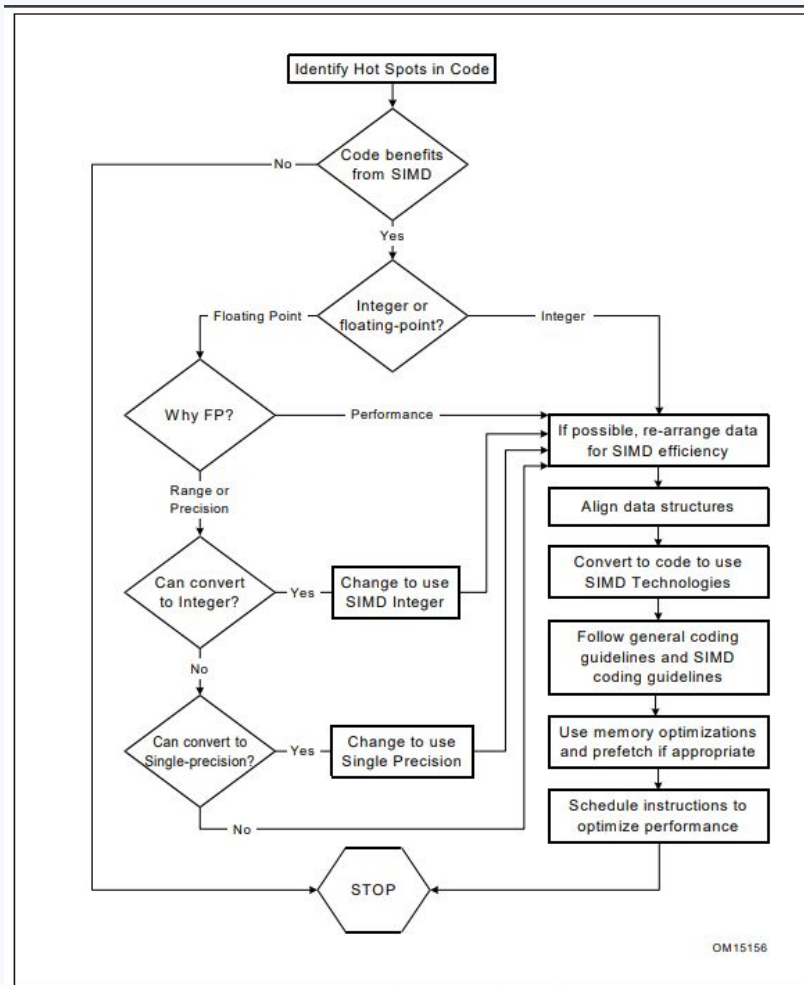 Identify Hot Spots in Code
Code benefits
from SIMD
No
Yes
Integer or
floating-point?
Floating Point
Integer
Why FP?
Performance
If possible, re-arrange data
for SIMD efficiency
Range or
Precision
Align data structures
Can convert
to Integer?
Yes
Change to use
SIMD Integer
Convert to code to use
SIMD Technologies
No
Follow general coding
guidelines and SIMD
coding guidelines
Can convert to
Single-precision?
Yes
Change to use
Single Precision
Use memory optimizations
and prefetch if appropriate
No
Schedule instructions to
optimize performance
STOP
OM15156